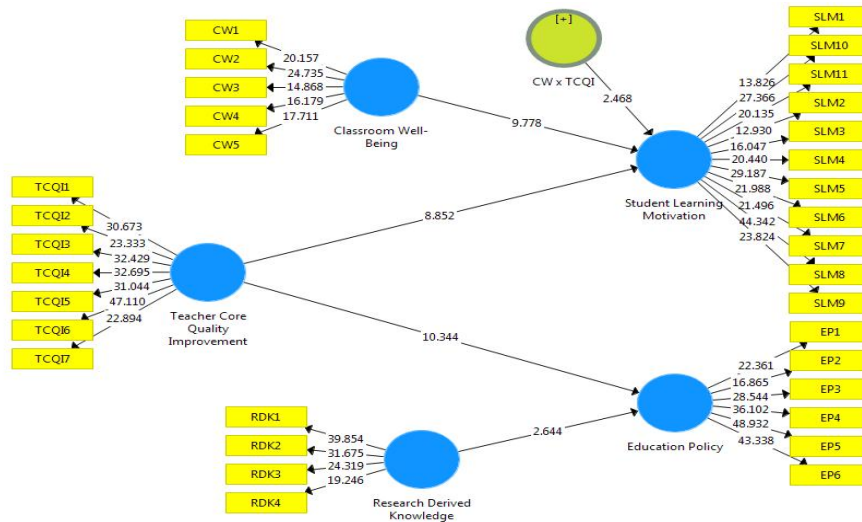 CW1
CW2
CW3
CW4
CW5
20.157
24.735
14.868
16.179
17.711
Classroom Well-
Being
[+]
CW x TCQI
2.468
9.778
SLM1
SLM10
SLM11
SLM2
SLM3
SLM4
SLM5
SLM6
SLM7
SLM8
SLM9
13.826
27.366
20.135
12.930
16.047
20.440
29.187
21.988
21.496
44.342
23.824
Student Learning
Motivation
TCQI1
TCQI2
TCQI3
TCQI4
TCQI5
TCQI6
TCQI7
30.673
23.333
32.429
32.695
31.044
47.110
22.894
Teacher Core
Quality
Improvement
8.852
10.344
EP1
EP2
EP3
EP4
EP5
EP6
22.361
16.865
28.544
36.102
48.932
43.338
Education Policy
RDK1
RDK2
RDK3
RDK4
39.854
31.675
24.319
19.246
Research Derived
Knowledge
2.644